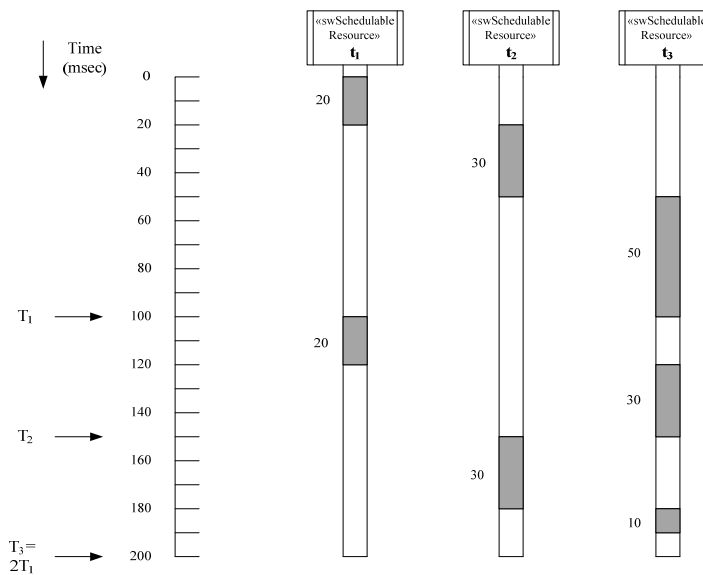 Time
(msec)
«swSchedulable
Resource»
t1
«swSchedulable
Resource»
t2
«swSchedulable
Resource»
t3
0
20
40
60
80
100
120
140
160
180
200
T1
T2
T3=
2T1
20
20
30
30
50
30
10